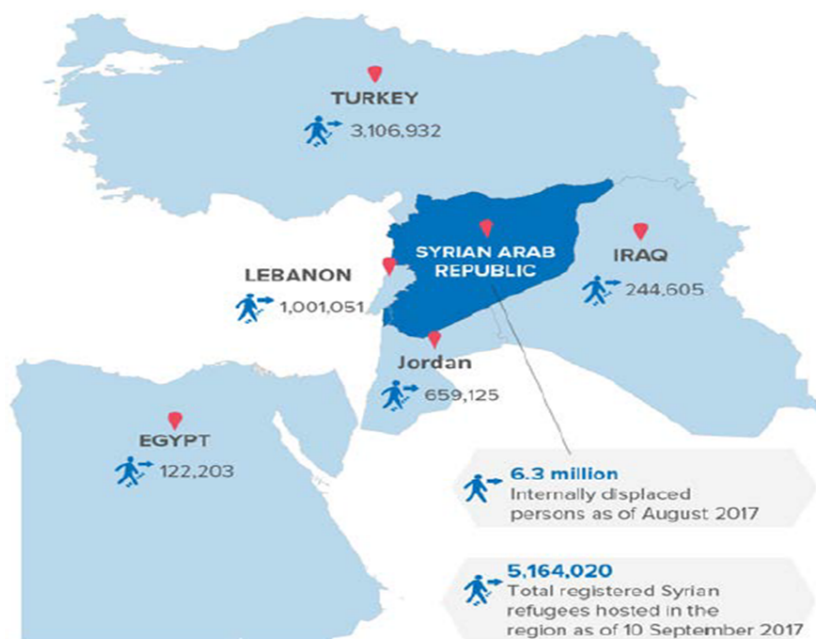 TURKEY
3,106,932
SYRIAN ARAB
REPUBLIC
IRAQ
244,605
LEBANON
1,001,051
Jordan
659,125
EGYPT
122,203
6.3 million
Internally displaced
persons as of August 2017
5,164,020
Total registered Syrian
refugees hosted in the
region as of 10 September 2017